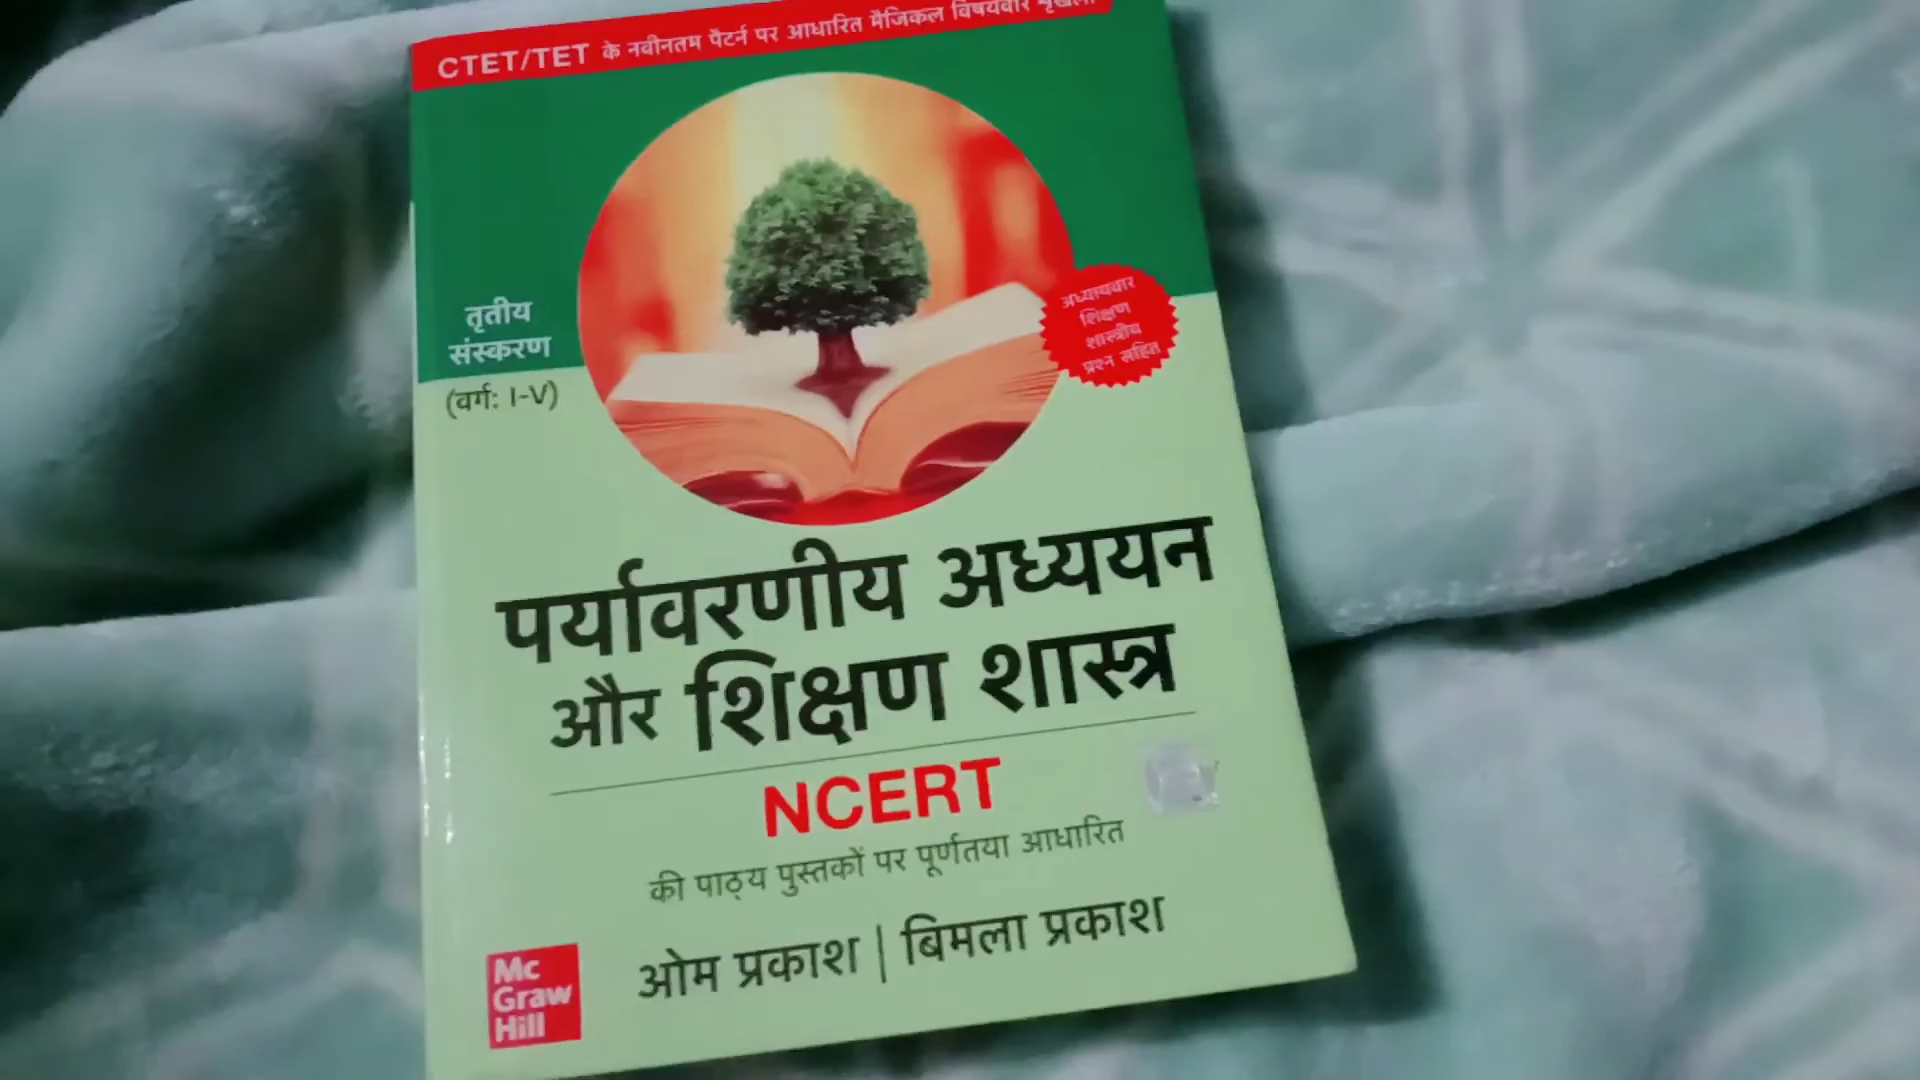 CTET/TET के नवीनतम पैटर्न पर आधारित मैजिकल विषयवार श्रृंखला
तृतीय
संस्करण
(वर्ग: I-V)
अध्यायवार
शिक्षण
शास्त्रीय
प्रश्न सहित
पर्यावरणीय अध्ययन
और शिक्षण शास्त्र
NCERT
की पाठ्य पुस्तकों पर पूर्णतया आधारित
ओम प्रकाश | बिमला प्रकाश
Mc
Graw
Hill